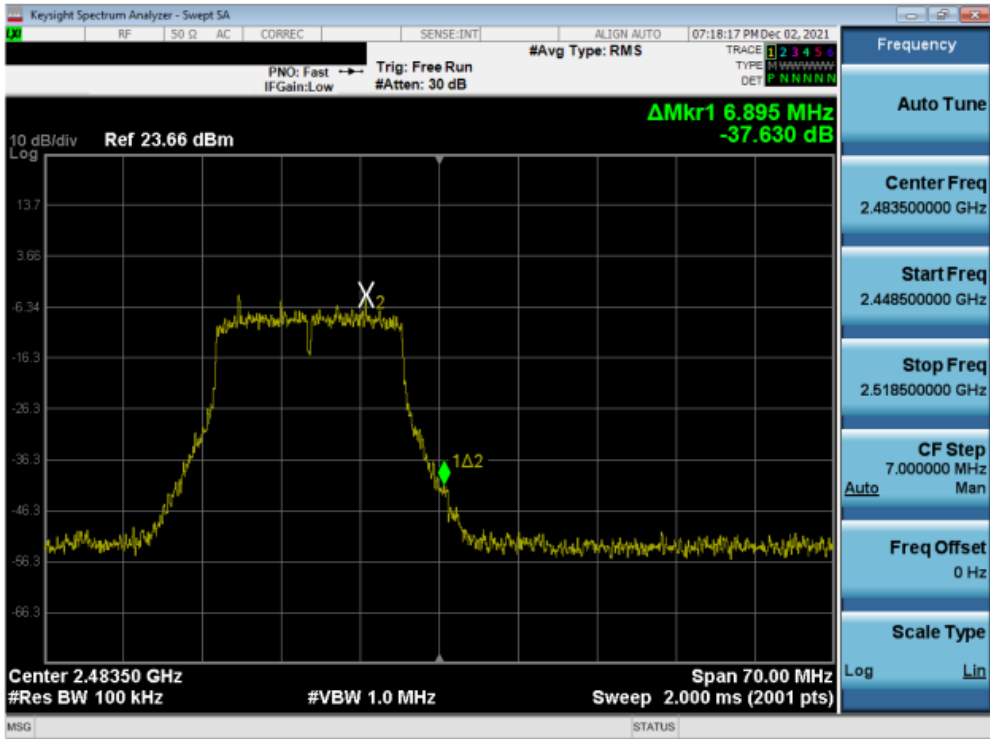 Keysight Spectrum Analyzer - Swept SA
RF 50 Ω AC CORREC SENSE:INT ALIGN AUTO 07:18:17 PM Dec 02, 2021
PNO: Fast IFGain:Low
Trig: Free Run #Atten: 30 dB
#Avg Type: RMS
TRACE 1 2 3 4 5 6
TYPE M W W W W W
DET P N N N N N
ΔMkr1 6.895 MHz
-37.630 dB
10 dB/div Ref 23.66 dBm
Log
13.7
3.66
-6.34
-16.3
-26.3
-36.3
-46.3
-56.3
-66.3
X2
1Δ2
Center 2.48350 GHz Span 70.00 MHz
#Res BW 100 kHz #VBW 1.0 MHz Sweep 2.000 ms (2001 pts)
MSG STATUS
Frequency
Auto Tune
Center Freq
2.483500000 GHz
Start Freq
2.448500000 GHz
Stop Freq
2.518500000 GHz
CF Step
7.000000 MHz
Auto Man
Freq Offset
0 Hz
Scale Type
Log Lin